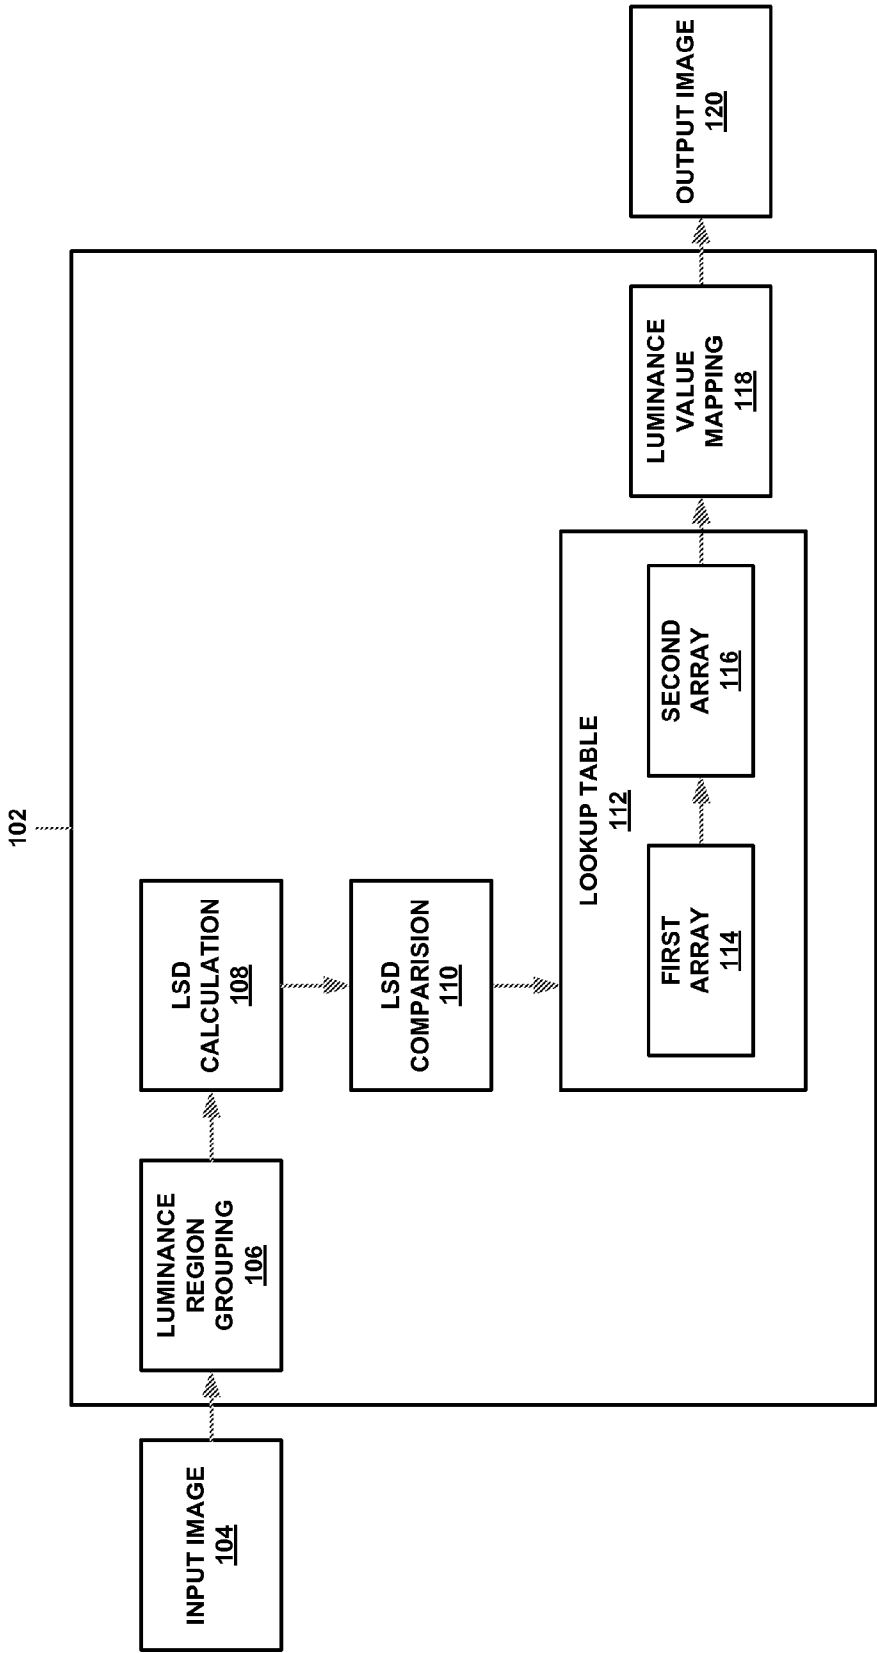 102
INPUT IMAGE
104
LUMINANCE
REGION
GROUPING
106
LSD
CALCULATION
108
LSD
COMPARISION
110
LOOKUP TABLE
112
FIRST
ARRAY
114
SECOND
ARRAY
116
LUMINANCE
VALUE
MAPPING
118
OUTPUT IMAGE
120